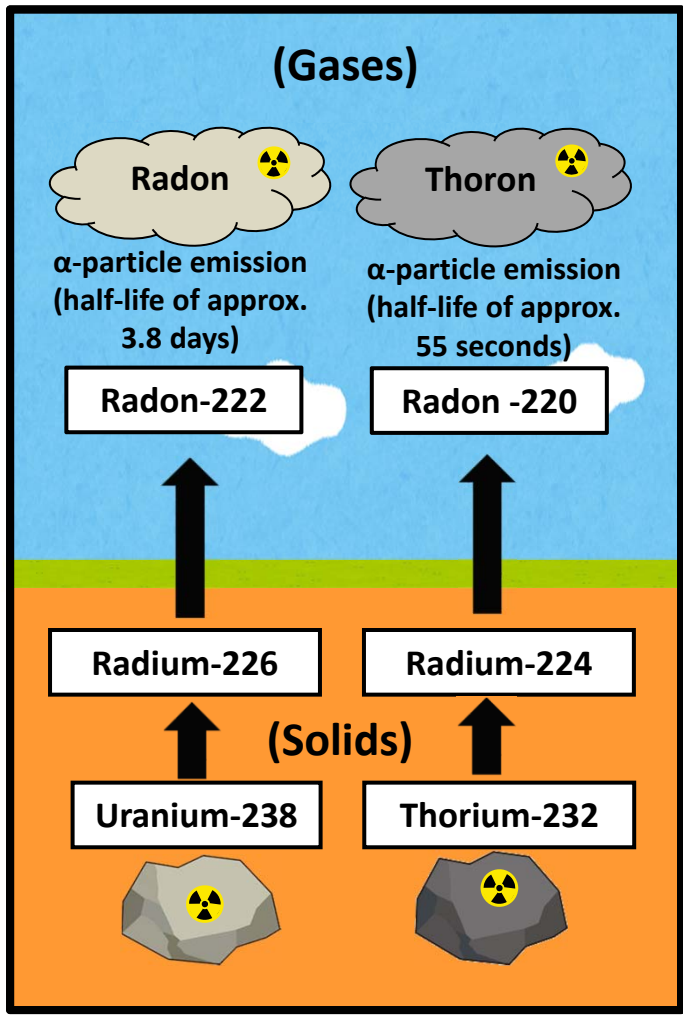 (Gases)
Radon
Thoron
α-particle emission
(half-life of approx.
3.8 days)
α-particle emission
(half-life of approx.
55 seconds)
Radon-222
Radon -220
Radium-226
Radium-224
(Solids)
Uranium-238
Thorium-232